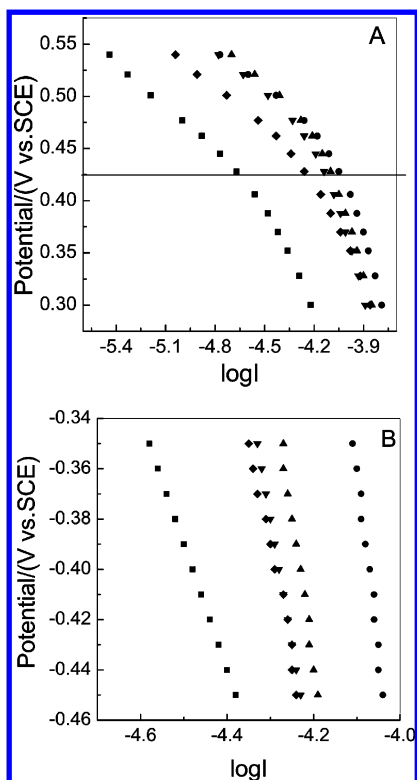 A
Potential/(V vs.SCE)
0.55
0.50
0.45
0.40
0.35
0.30
-5.4 -5.1 -4.8 -4.5 -4.2 -3.9
logI
B
Potential/(V vs.SCE)
-0.34
-0.36
-0.38
-0.40
-0.42
-0.44
-0.46
-4.6 -4.4 -4.2 -4.0
logI